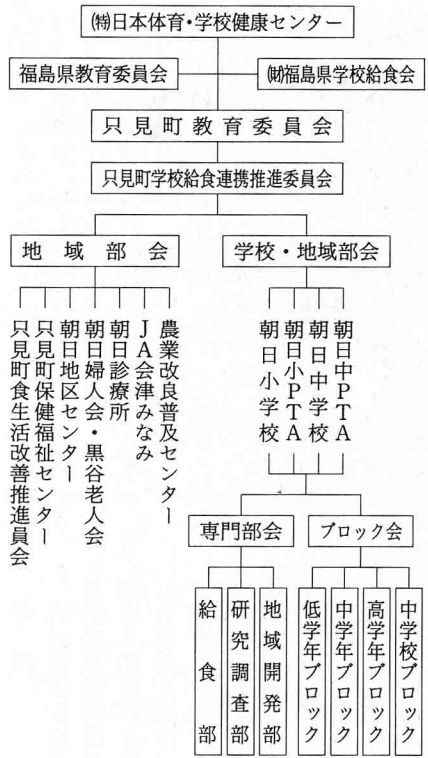 ㈵日本体育・学校健康センター
福島県教育委員会
㈶福島県学校給食会
只見町教育委員会
只見町学校給食連携推進委員会
地域部会
学校・地域部会
農業改良普及センター
JA会津みなみ
朝日診療所
朝日婦人会・黒谷老人会
朝日地区センター
只見町保健福祉センター
只見町食生活改善推進員会
朝日中PTA
朝日中学校
朝日小PTA
朝日小学校
専門部会
ブロック会
給食部
研究調査部
地域開発部
低学年ブロック
中学年ブロック
高学年ブロック
中学校ブロック